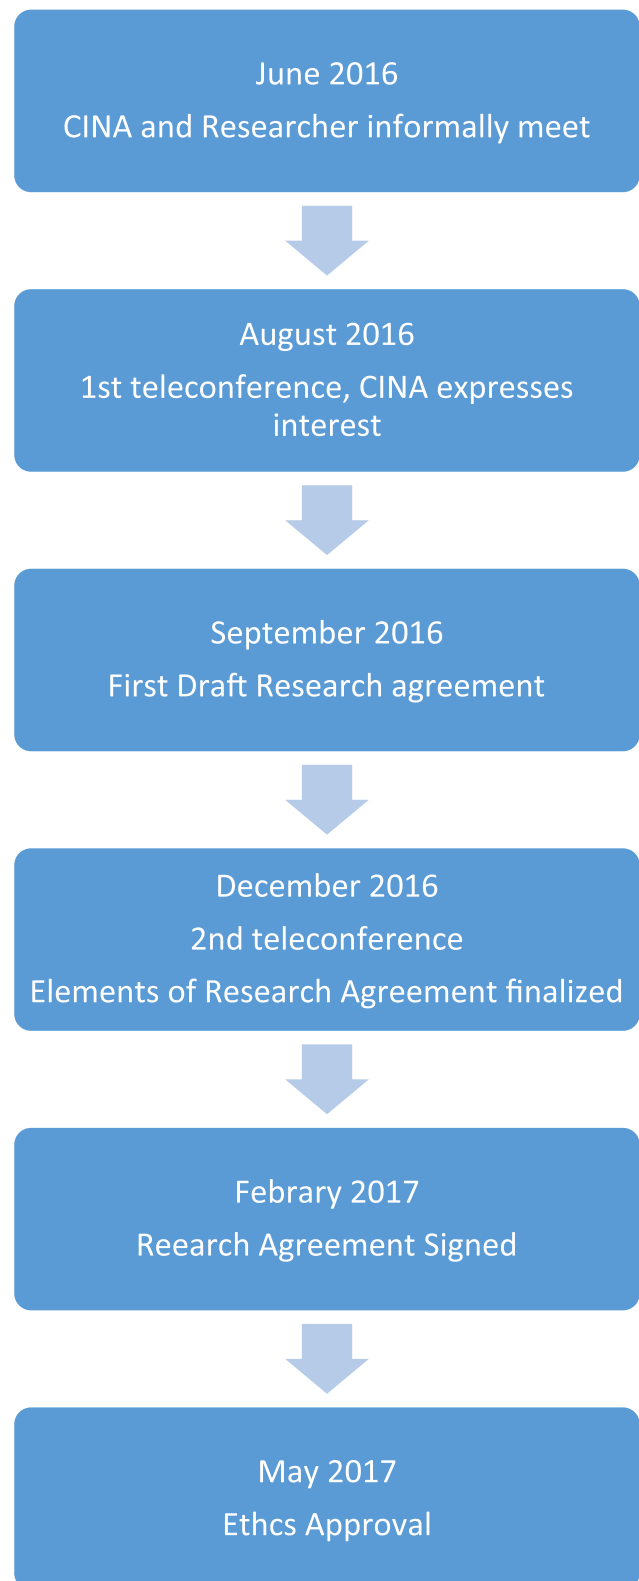 June 2016
CINA and Researcher informally meet
August 2016
1st teleconference, CINA expresses
interest
September 2016
First Draft Research agreement
December 2016
2nd teleconference
Elements of Research Agreement finalized
Febrary 2017
Reearch Agreement Signed
May 2017
Ethcs Approval